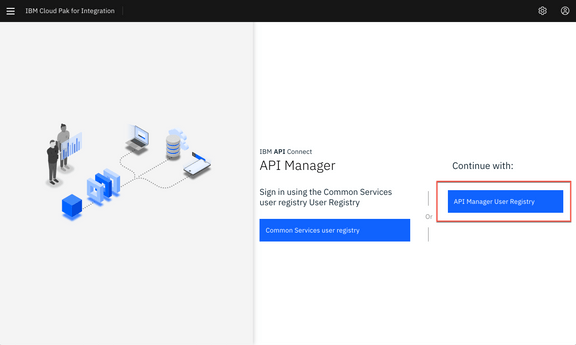 IBM Cloud Pak for Integration
IBM API Connect
API Manager
Sign in using the Common Services
user registry User Registry
Common Services user registry
Or
Continue with:
API Manager User Registry